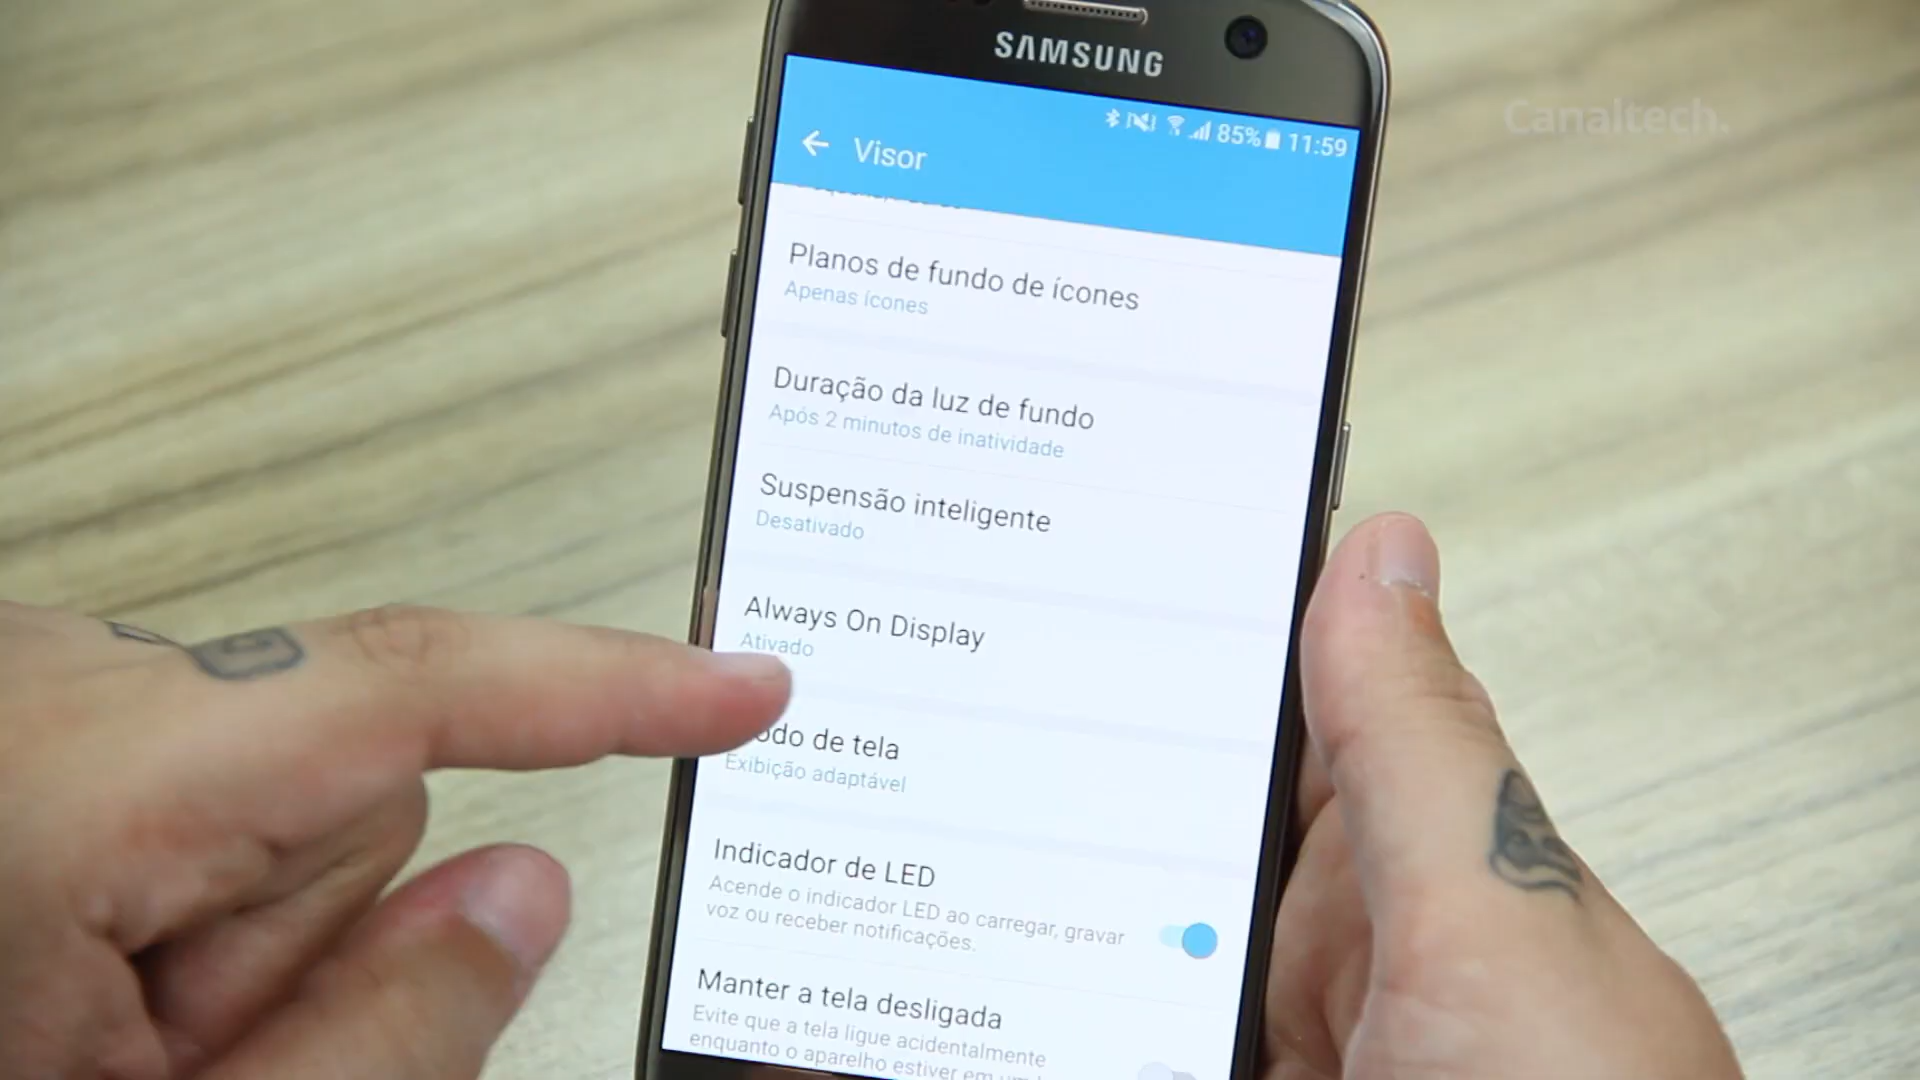 SAMSUNG
Canaltech.
85% 11:59
Visor
Planos de fundo de ícones
Apenas ícones
Duração da luz de fundo
Após 2 minutos de inatividade
Suspensão inteligente
Desativado
Always On Display
Ativado
odo de tela
Exibição adaptável
Indicador de LED
Acende o indicador LED ao carregar, gravar
voz ou receber notificações.
Manter a tela desligada
Evite que a tela ligue acidentalmente
enquanto o aparelho estiver em um